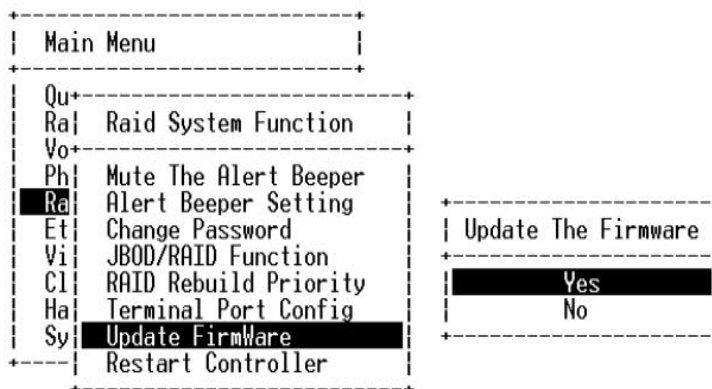 Main Menu
Qu
Raid System Function
Ra
Vo
Ph
Mute The Alert Beeper
Ra
Alert Beeper Setting
Et
Change Password
Vi
JBOD/RAID Function
Cl
RAID Rebuild Priority
Ha
Terminal Port Config
Sy
Update FirmWare
Restart Controller
Update The Firmware
Yes
No